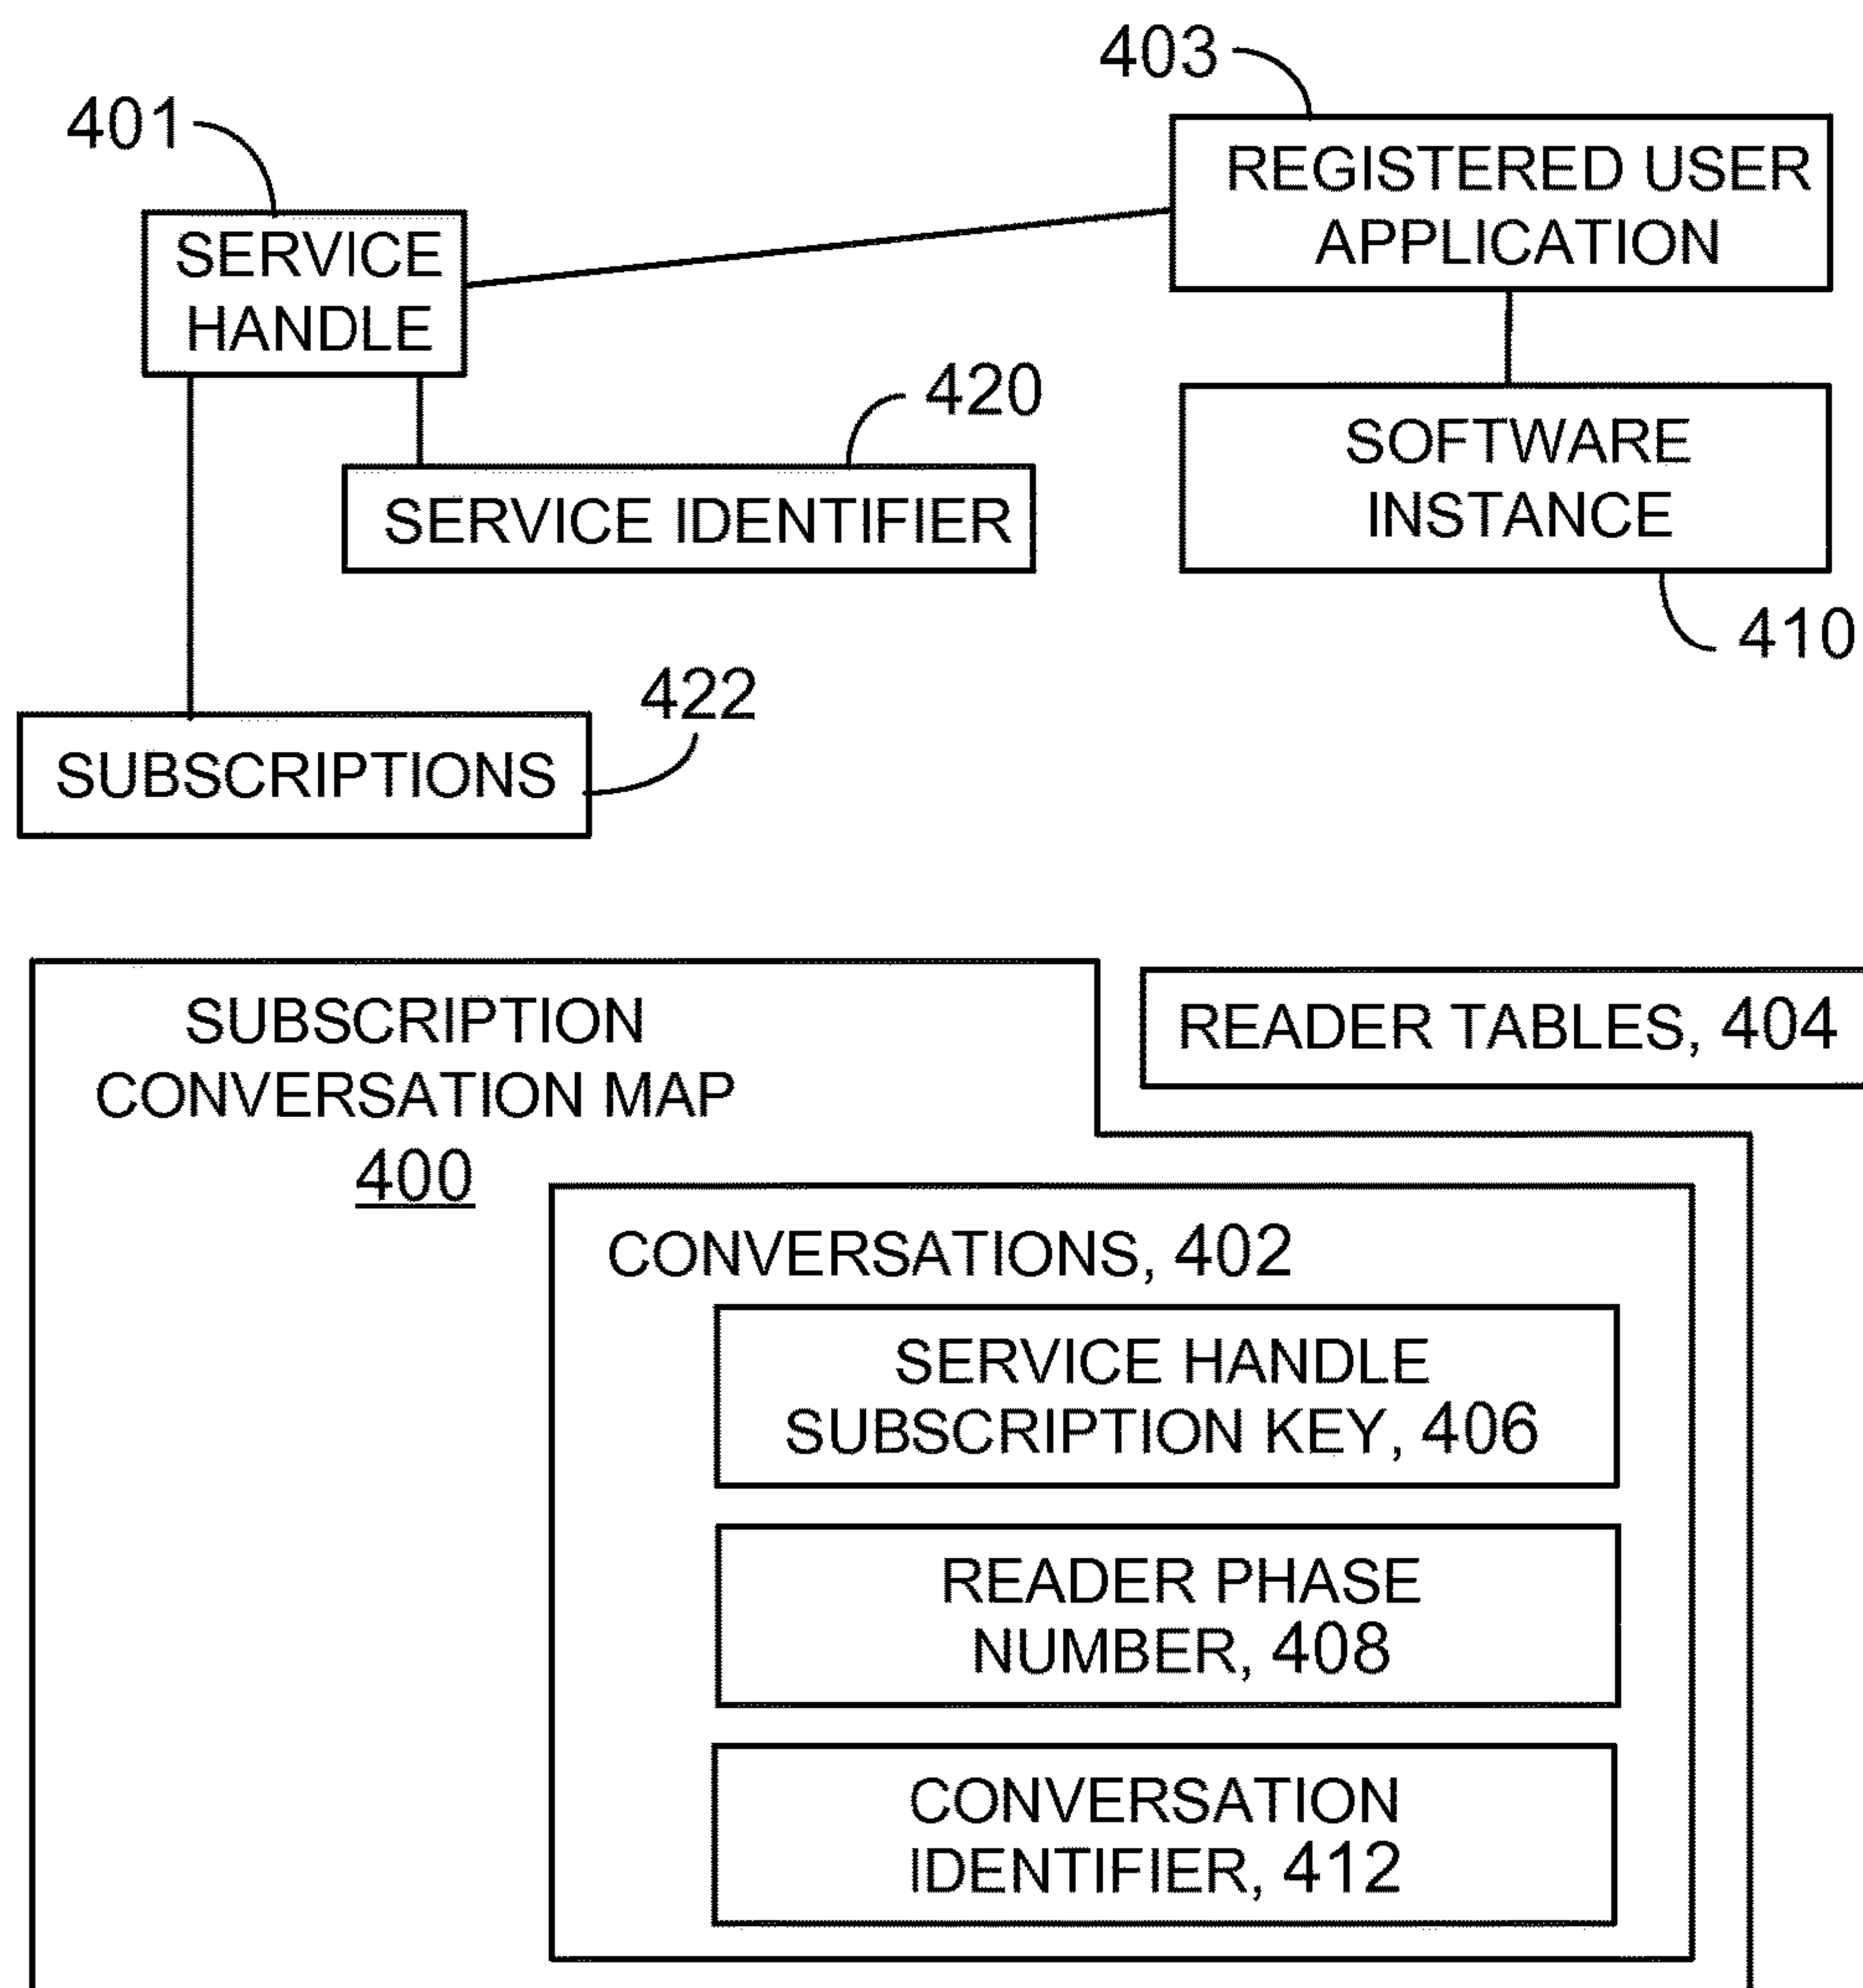 403
401
REGISTERED USER
APPLICATION
SERVICE
HANDLE
420
SERVICE IDENTIFIER
SOFTWARE
INSTANCE
410
422
SUBSCRIPTIONS
SUBSCRIPTION
CONVERSATION MAP
400
READER TABLES, 404
CONVERSATIONS, 402
SERVICE HANDLE
SUBSCRIPTION KEY, 406
READER PHASE
NUMBER, 408
CONVERSATION
IDENTIFIER, 412